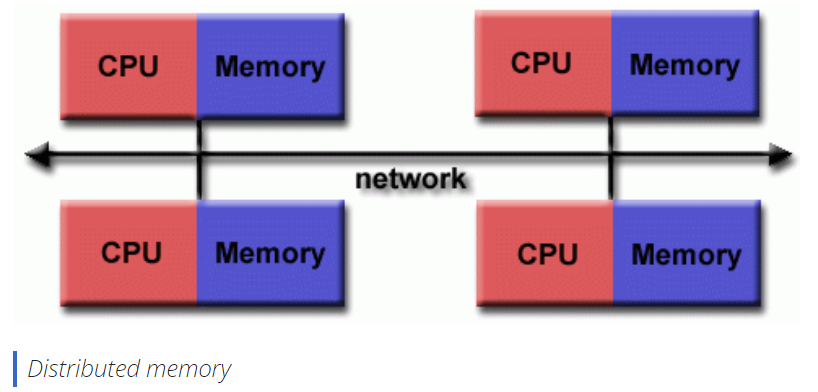 CPU Memory CPU Memory
network
CPU Memory CPU Memory
Distributed memory